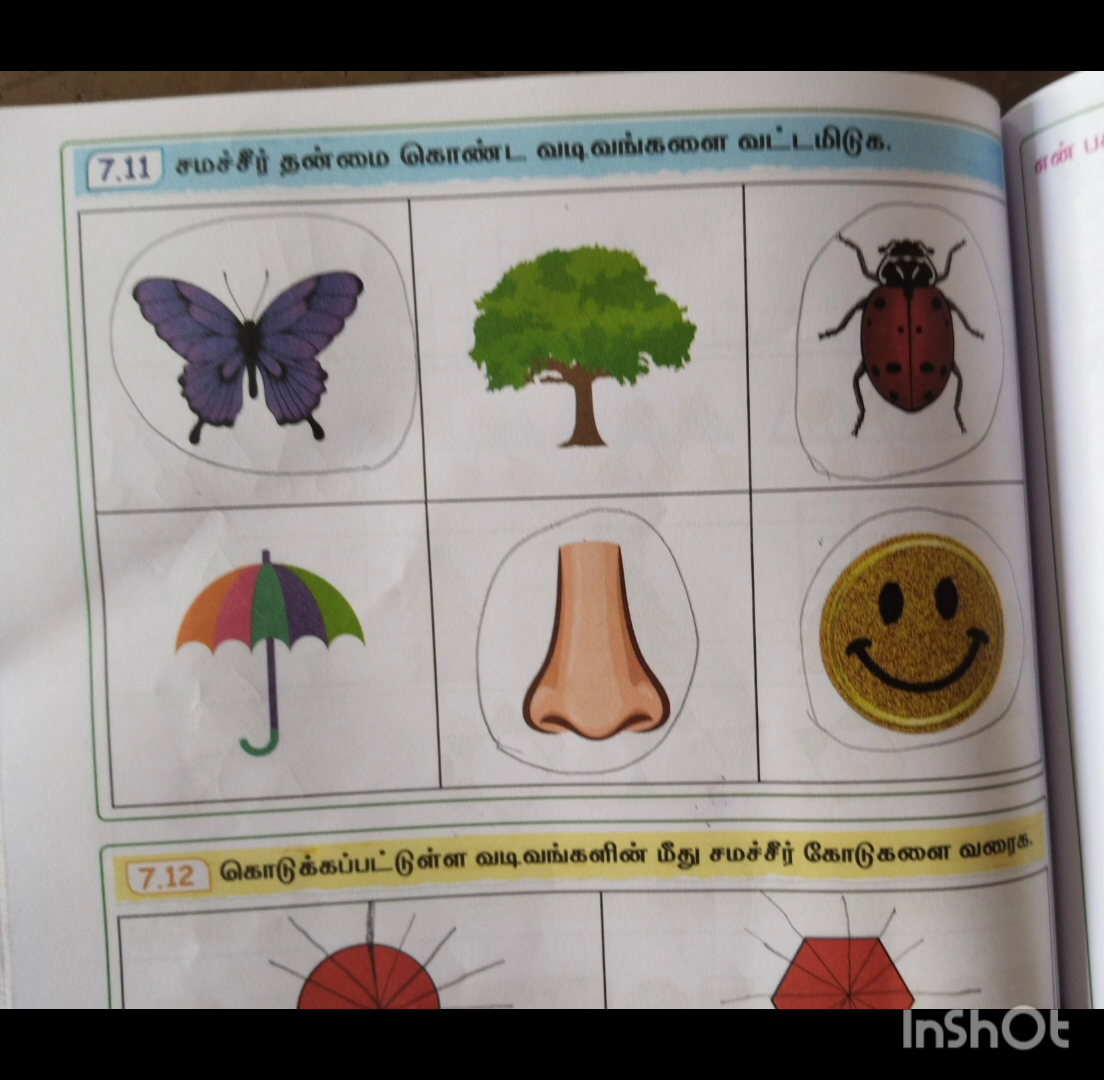 7.11 சமச்சீர் தன்மை கொண்ட வடிவங்களை வட்டமிடுக.
எண்
7.12 கொடுக்கப்பட்டுள்ள வடிவங்களின் மீது சமச்சீர் கோடுகளை வரைக.
InShOt